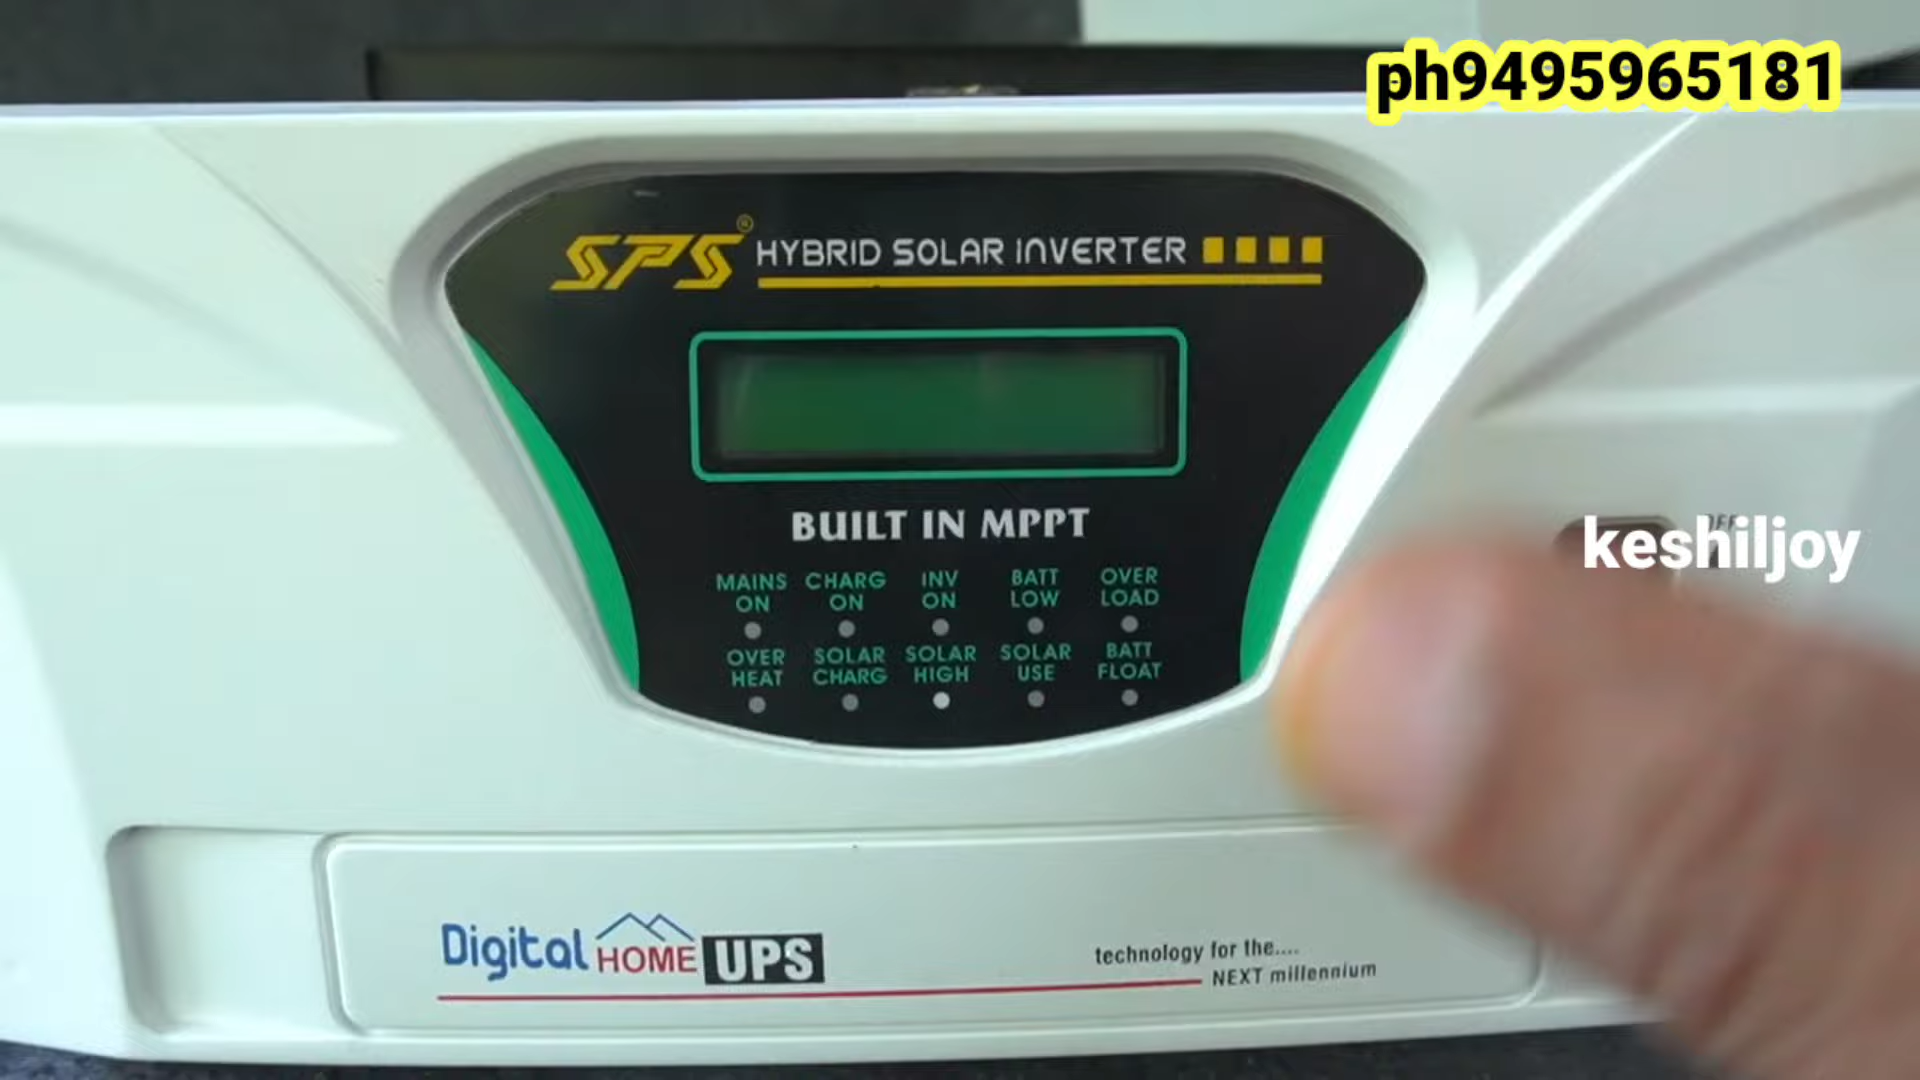 ph9495965181
SPS® HYBRID SOLAR INVERTER
BUILT IN MPPT
MAINS ON
CHARG ON
INV ON
BATT LOW
OVER LOAD
OVER HEAT
SOLAR CHARG
SOLAR HIGH
SOLAR USE
BATT FLOAT
keshiljoy
Digital HOME UPS
technology for the....
NEXT millennium